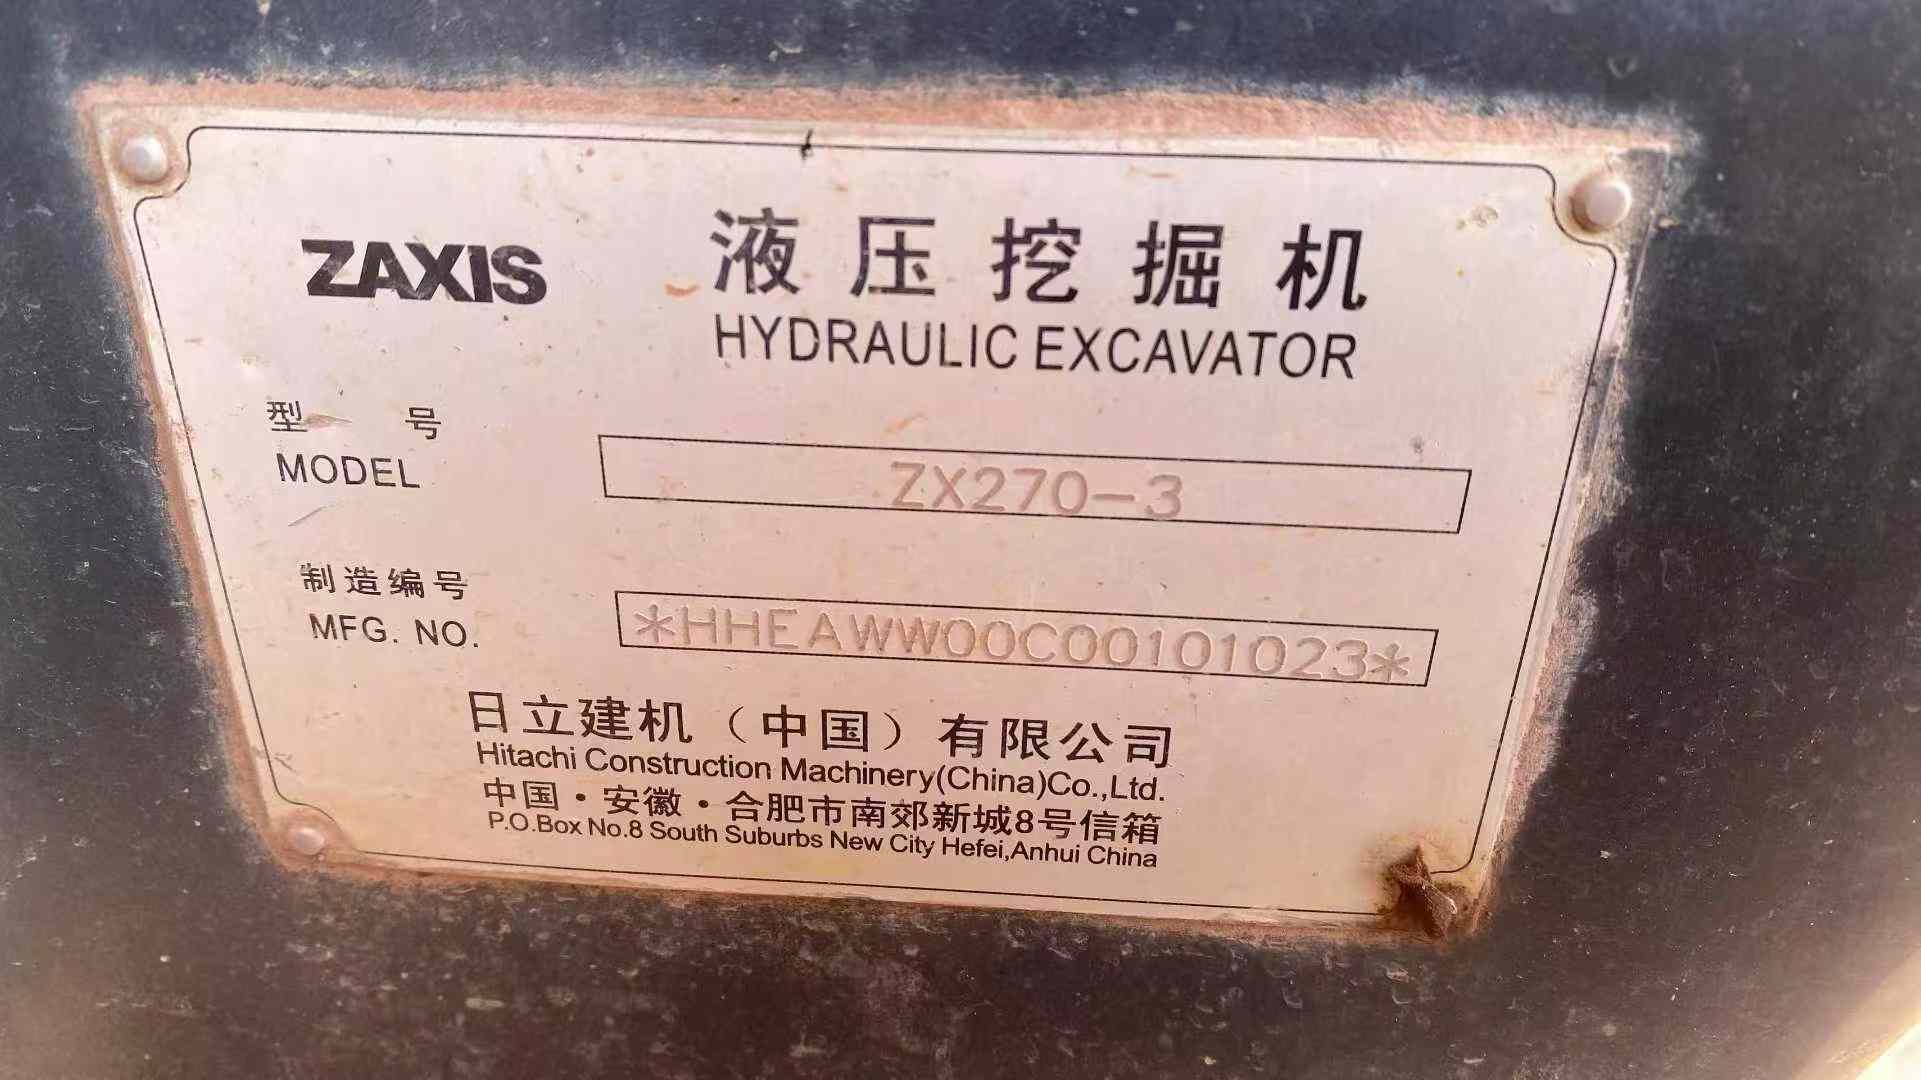 ZAXIS
液压挖掘机
HYDRAULIC EXCAVATOR
型号
MODEL
ZX270-3
制造编号
MFG. NO.
*HHEAWW00C00101023*
日立建机（中国）有限公司
Hitachi Construction Machinery(China)Co.,Ltd.
中国·安徽·合肥市南郊新城8号信箱
P.O.Box No.8 South Suburbs New City Hefei,Anhui China